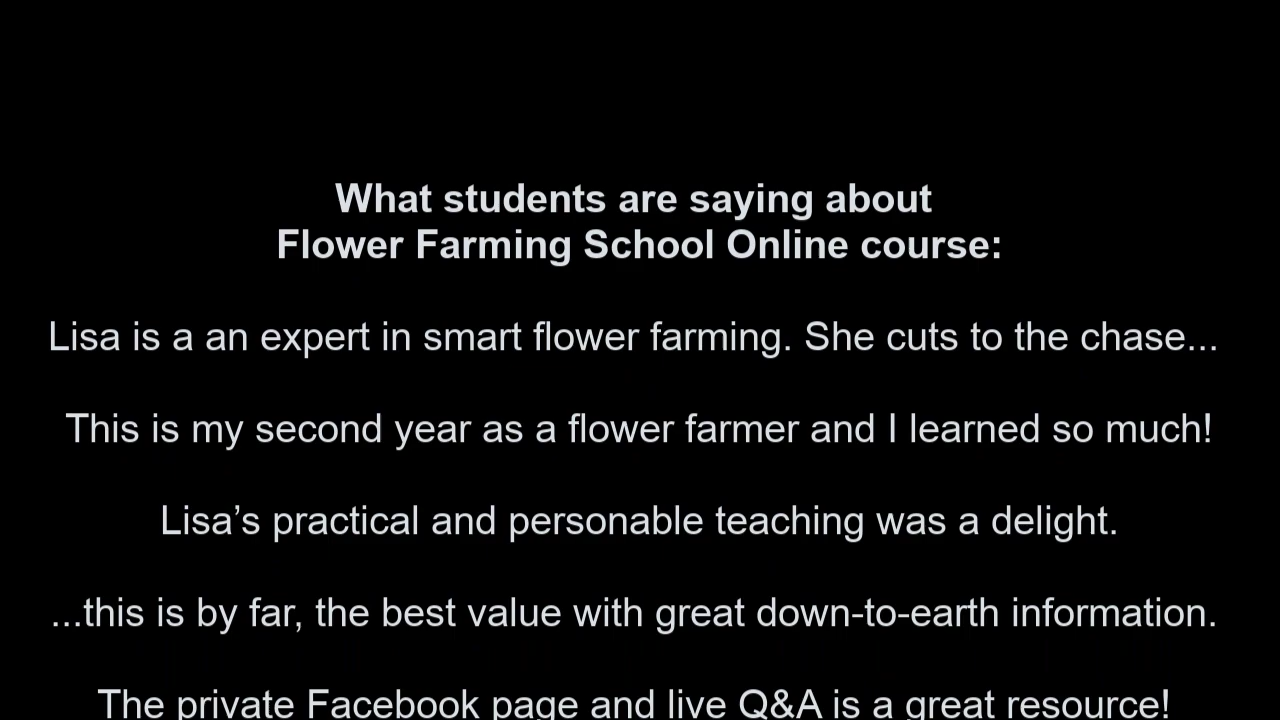 What students are saying about
Flower Farming School Online course:
Lisa is a an expert in smart flower farming. She cuts to the chase...
This is my second year as a flower farmer and I learned so much!
Lisa’s practical and personable teaching was a delight.
...this is by far, the best value with great down-to-earth information.
The private Facebook page and live Q&A is a great resource!